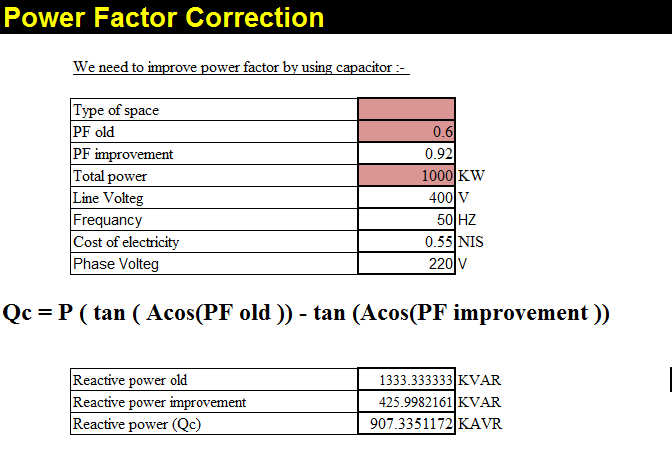 Power Factor Correction
We need to improve power factor by using capacitor :-
Type of space
PF old 0.6
PF improvement 0.92
Total power 1000 KW
Line Volteg 400 V
Frequancy 50 HZ
Cost of electricity 0.55 NIS
Phase Volteg 220 V
Qc = P ( tan ( Acos(PF old )) - tan (Acos(PF improvement ))
Reactive power old 1333.333333 KVAR
Reactive power improvement 425.9982161 KVAR
Reactive power (Qc) 907.3351172 KAVR